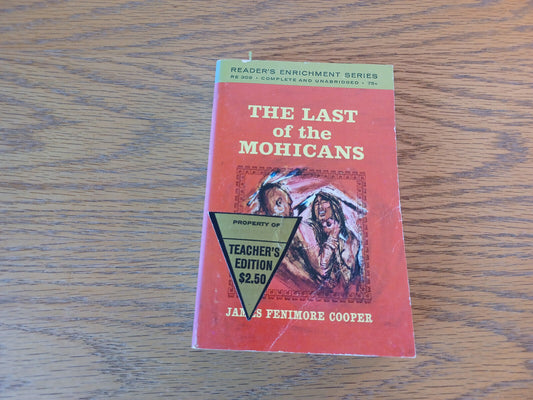 READER'S ENRICHMENT SERIES
RE 309 • COMPLETE AND UNABRIDGED • 75¢
THE LAST
of the
MOHICANS
PROPERTY OF
TEACHER'S
EDITION
$2.50
JAMES FENIMORE COOPER